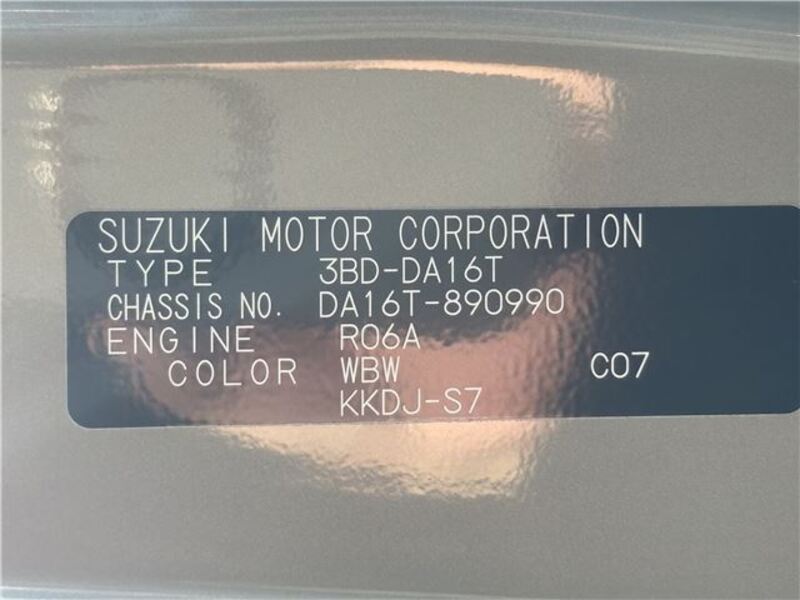 SUZUKI MOTOR CORPORATION
TYPE 3BD-DA16T
CHASSIS NO. DA16T-890990
ENGINE R06A
COLOR WBW C07
KKDJ-S7